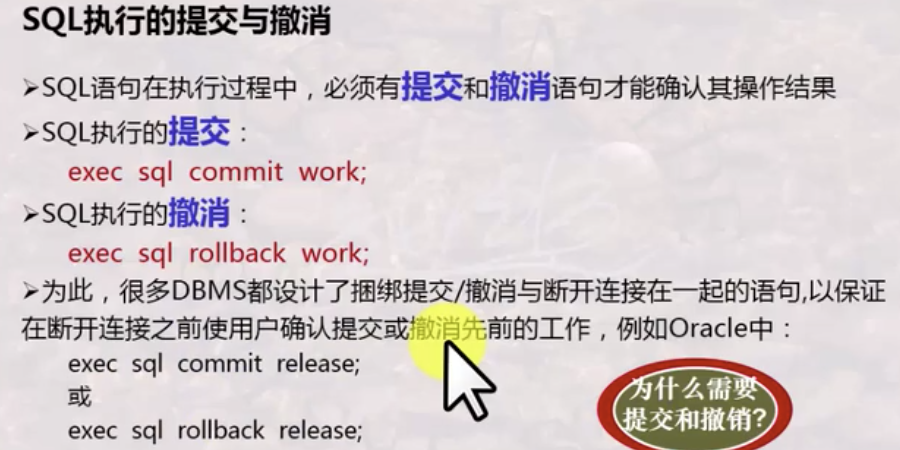 SQL执行的提交与撤消
➢SQL语句在执行过程中，必须有提交和撤消语句才能确认其操作结果
➢SQL执行的提交：
exec sql commit work;
➢SQL执行的撤消：
exec sql rollback work;
➢为此，很多DBMS都设计了捆绑提交/撤消与断开连接在一起的语句,以保证
在断开连接之前使用户确认提交或撤消先前的工作，例如Oracle中：
exec sql commit release;
或
exec sql rollback release;
为什么需要
提交和撤销?